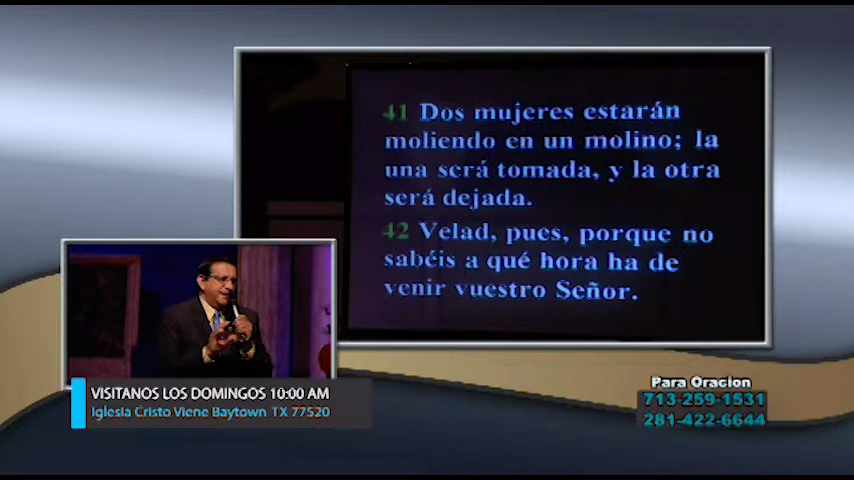 41 Dos mujeres estarán
moliendo en un molino; la
una será tomada, y la otra
será dejada.
42 Velad, pues, porque no
sabéis a qué hora ha de
venir vuestro Señor.
VISITANOS LOS DOMINGOS 10:00 AM
Iglesia Cristo Viene Baytown TX 77520
Para Oracion
713-259-1531
281-422-6644